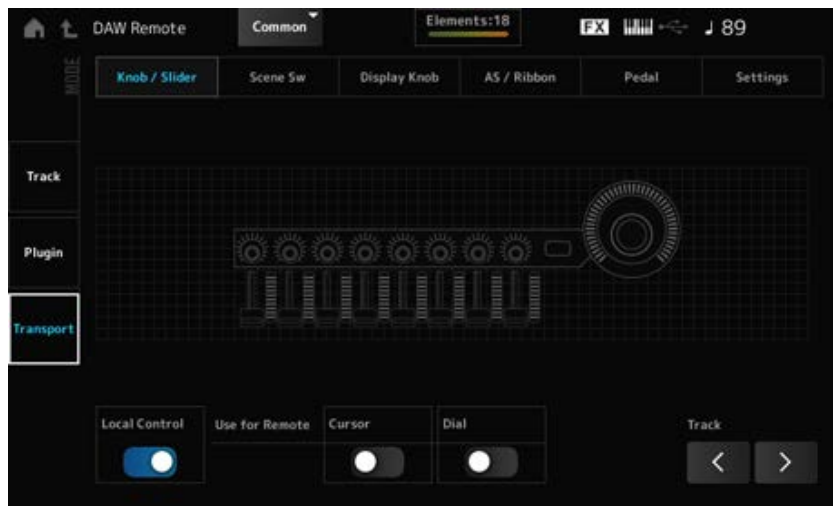 DAW Remote
Common
Elements:18
FX
♩ 89
MODE
Knob / Slider
Scene Sw
Display Knob
AS / Ribbon
Pedal
Settings
Track
Plugin
Transport
Local Control
Use for Remote
Cursor
Dial
Track